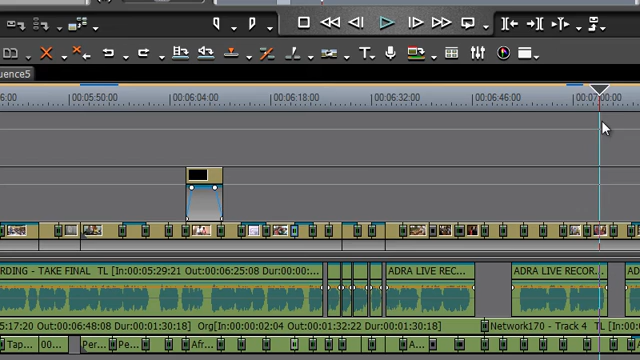 uence5
6:00 00:05:50:00 00:06:04:00 00:06:18:00 00:06:32:00 00:06:46:00 00:07:00:00
RDING - TAKE FINAL TL [In:00:05:29:21 Out:00:06:25:08 Dur:00:00:... ADRA LIVE REC... ADRA LIVE RECOR... AD
5:17:20 Out:00:06:48:08 Dur:00:01:30:18] Org[In:00:00:02:04 Out:00:01:32:22 Dur:00:01:30:18] Network170 - Track 4 TL [In:
Tap... 00... Per... Pe... Afr... A...